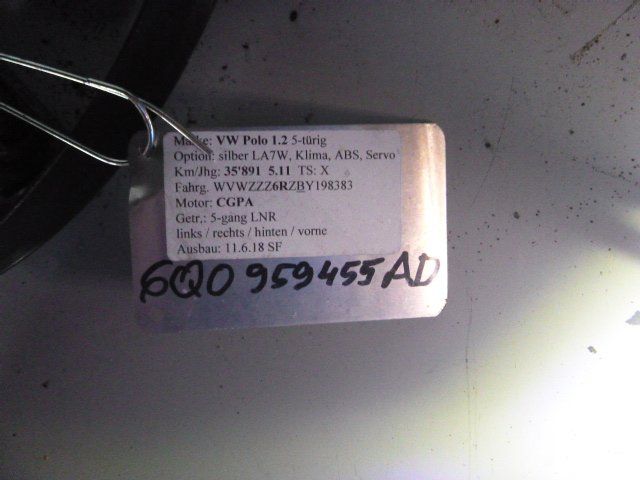 Marke: VW Polo 1.2 5-türig
Option: silber LA7W, Klima, ABS, Servo
Km/Jhg: 35'891 5.11 TS: X
Fahrg. WVWZZZ6RZBY198383
Motor: CGPA
Getr,: 5-gang LNR
links / rechts / hinten / vorne
Ausbau: 11.6.18 SF
6Q0 959455AD